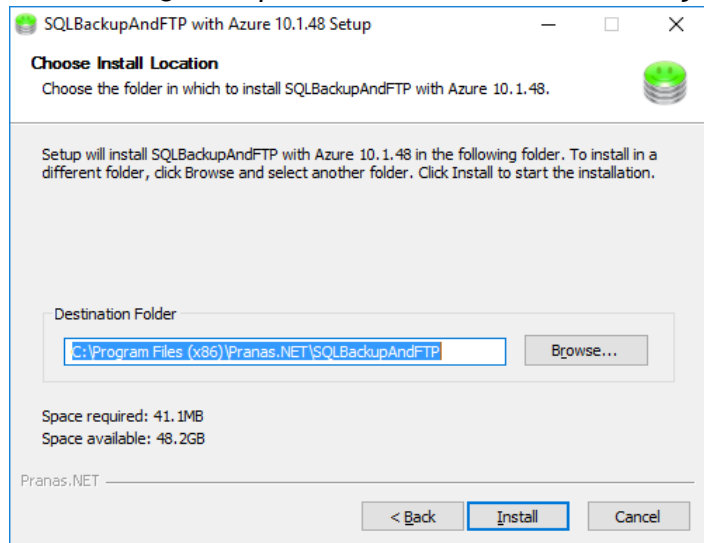 SQLBackupAndFTP with Azure 10.1.48 Setup
Choose Install Location
Choose the folder in which to install SQLBackupAndFTP with Azure 10.1.48.
Setup will install SQLBackupAndFTP with Azure 10.1.48 in the following folder. To install in a
different folder, click Browse and select another folder. Click Install to start the installation.
Destination Folder
C:\Program Files (x86)\Pranas.NET\SQLBackupAndFTP
Browse...
Space required: 41.1MB
Space available: 48.2GB
Pranas.NET
< Back
Install
Cancel